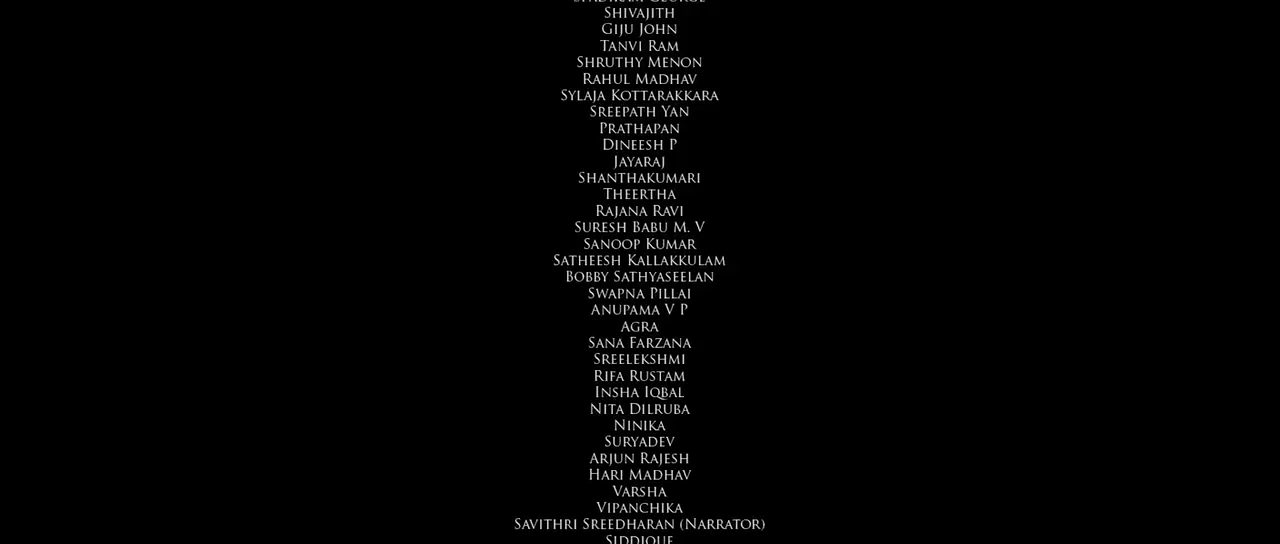 Shivajith
Giju John
Tanvi Ram
Shruthy Menon
Rahul Madhav
Sylaja Kottarakkara
Sreepath Yan
Prathapan
Dineesh P
Jayaraj
Shanthakumari
Theertha
Rajana Ravi
Suresh Babu M. V
Sanoop Kumar
Satheesh Kallakkulam
Bobby Sathyaseelan
Swapna Pillai
Anupama V P
Agra
Sana Farzana
Sreelekshmi
Rifa Rustam
Insha Iqbal
Nita Dilruba
Ninika
Suryadev
Arjun Rajesh
Hari Madhav
Varsha
Vipanchika
Savithri Sreedharan (Narrator)
Siddique